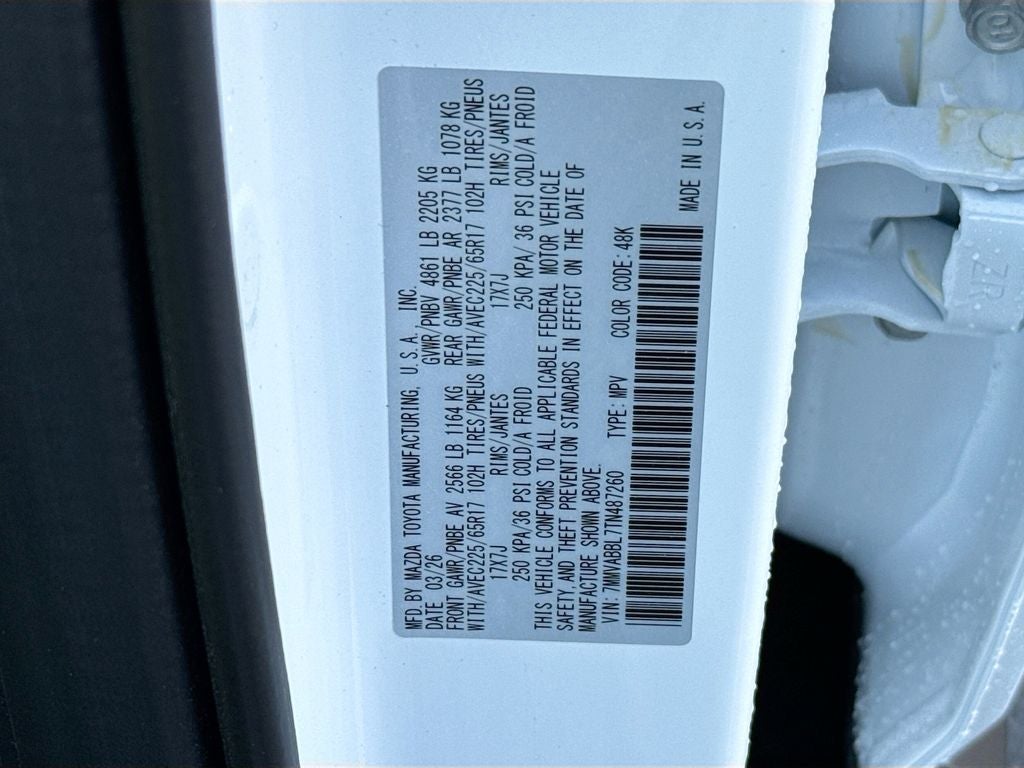 MFD.BY MAZDA TOYOTA MANUFACTURING, U.S.A., INC.
DATE 03/26 GVWR/PNBV 4861 LB 2205 KG
FRONT GAWR/PNBE AV 2566 LB 1164 KG REAR GAWR/PNBE AR 2377 LB 1078 KG
WITH/AVEC225/65R17 102H TIRES/PNEUS WITH/AVEC225/65R17 102H TIRES/PNEUS
17X7J RIMS/JANTES 17X7J RIMS/JANTES
250 KPA/36 PSI COLD/A FROID 250 KPA/ 36 PSI COLD/A FROID
THIS VEHICLE CONFORMS TO ALL APPLICABLE FEDERAL MOTOR VEHICLE
SAFETY, AND THEFT PREVENTION STANDARDS IN EFFECT ON THE DATE OF
MANUFACTURE SHOWN ABOVE.
VIN: 7MMVABBL7TN487260 TYPE: MPV COLOR CODE: 48K
MADE IN U.S.A.
ZR